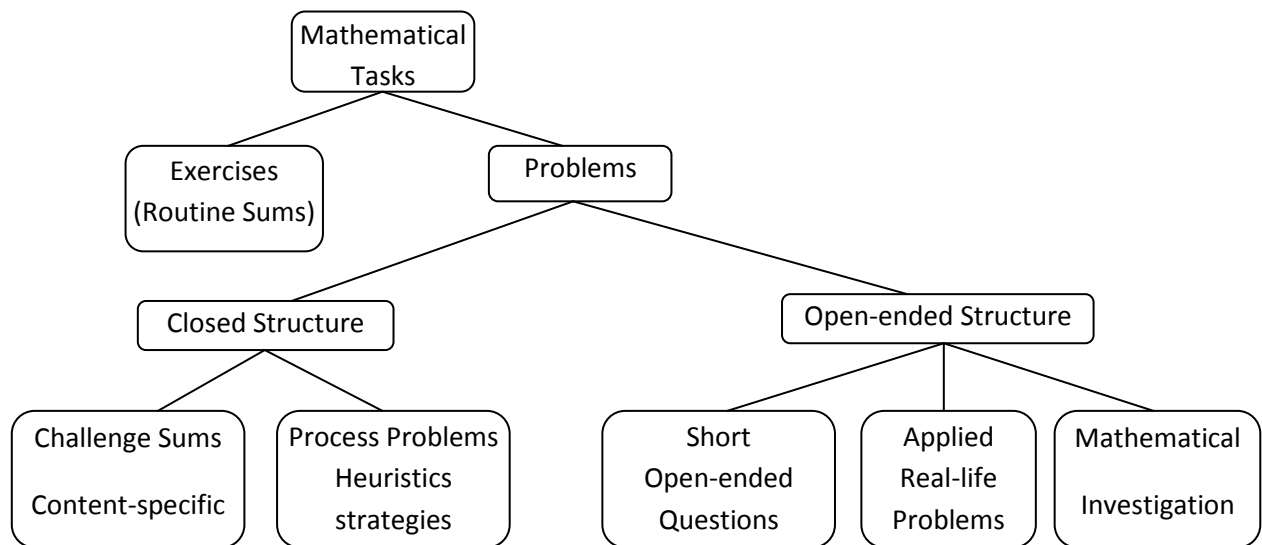 Mathematical
Tasks
Exercises
(Routine Sums)
Problems
Closed Structure
Open-ended Structure
Challenge Sums
Content-specific
Process Problems
Heuristics
strategies
Short
Open-ended
Questions
Applied
Real-life
Problems
Mathematical
Investigation